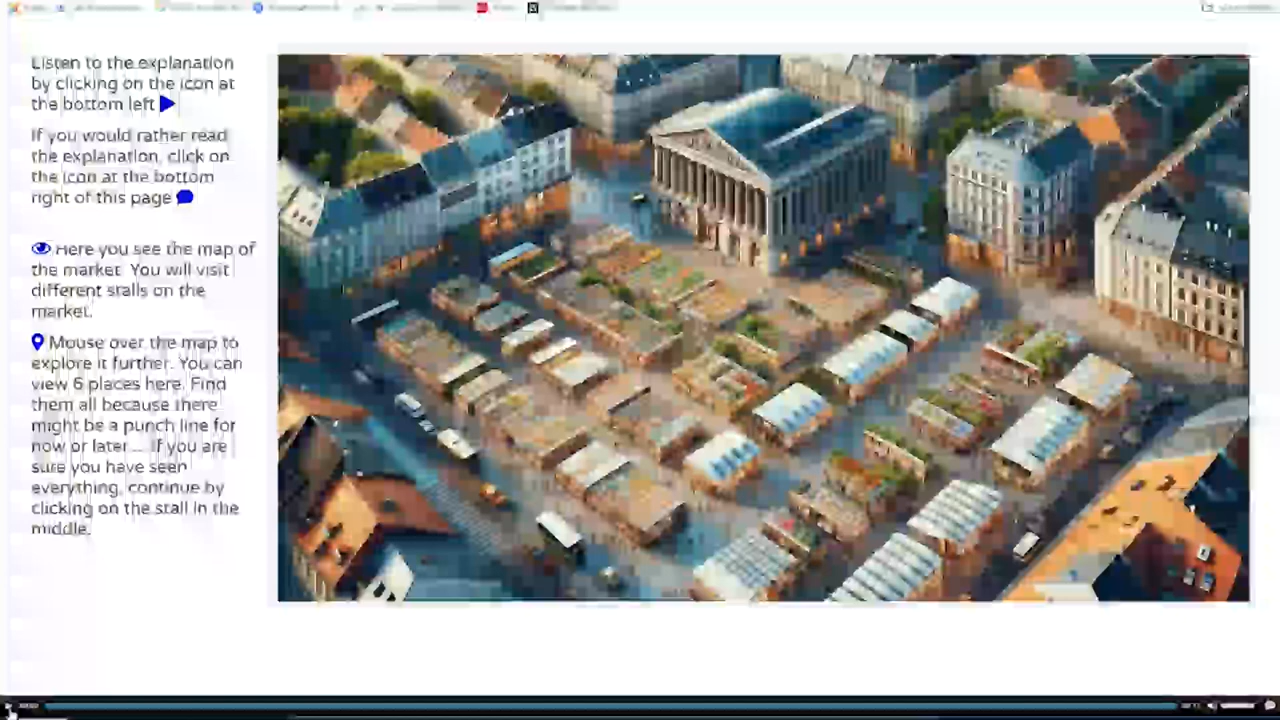 Listen to the explanation
by clicking on the icon at
the bottom left
If you would rather read
the explanation, click on
the icon at the bottom
right of this page
Here you see the map of
the market. You will visit
different stalls on the
market.
Mouse over the map to
explore it further. You can
view 6 places here. Find
them all because there
might be a punch line for
now or later ... If you are
sure you have seen
everything, continue by
clicking on the stall in the
middle.